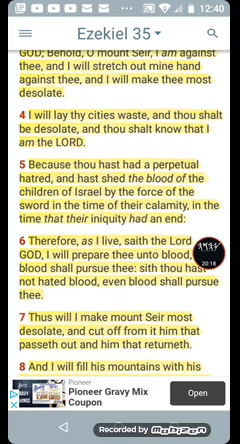 12:40
Ezekiel 35
GOD; Behold, O mount Seir, I am against
thee, and I will stretch out mine hand
against thee, and I will make thee most
desolate.
4 I will lay thy cities waste, and thou shalt
be desolate, and thou shalt know that I
am the LORD.
5 Because thou hast had a perpetual
hatred, and hast shed the blood of the
children of Israel by the force of the
sword in the time of their calamity, in the
time that their iniquity had an end:
6 Therefore, as I live, saith the Lord
GOD, I will prepare thee unto blood,
blood shall pursue thee: sith thou hast
not hated blood, even blood shall pursue
thee.
20:18
7 Thus will I make mount Seir most
desolate, and cut off from it him that
passeth out and him that returneth.
8 And I will fill his mountains with his
Pioneer
Pioneer Gravy Mix
Coupon
Open
Recorded by Mobizen